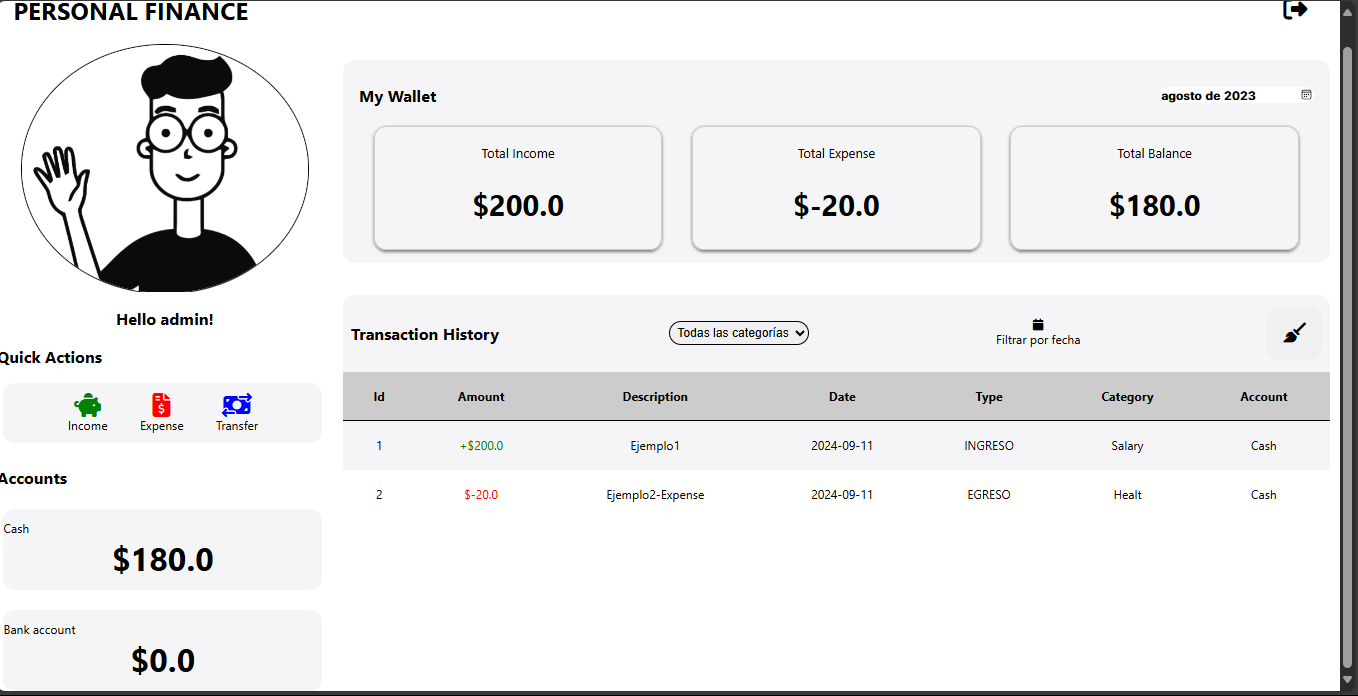 PERSONAL FINANCE
Hello admin!
Quick Actions
Income Expense Transfer
Accounts
Cash
$180.0
Bank account
$0.0
My Wallet agosto de 2023
Total Income Total Expense Total Balance
$200.0 $-20.0 $180.0
Transaction History Todas las categorías Filtrar por fecha
Id Amount Description Date Type Category Account
1 +$200.0 Ejemplo1 2024-09-11 INGRESO Salary Cash
2 $-20.0 Ejemplo2-Expense 2024-09-11 EGRESO Healt Cash